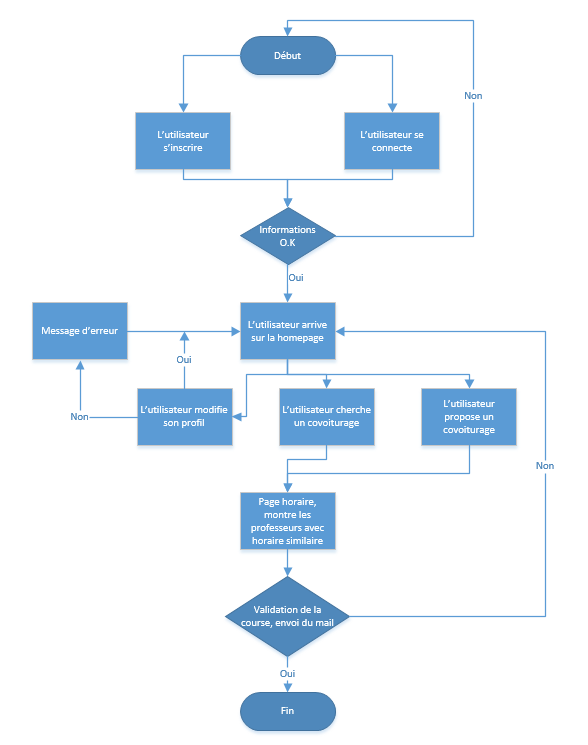 Début
Non
L'utilisateur
s'inscrire
L'utilisateur se
connecte
Informations
O.K
Oui
Message d'erreur
L'utilisateur arrive
sur la homepage
Oui
L'utilisateur modifie
son profil
L'utilisateur cherche
un covoiturage
L'utilisateur
propose un
covoiturage
Non
Non
Page horaire,
montre les
professeurs avec
horaire similaire
Validation de la
course, envoi du mail
Oui
Fin